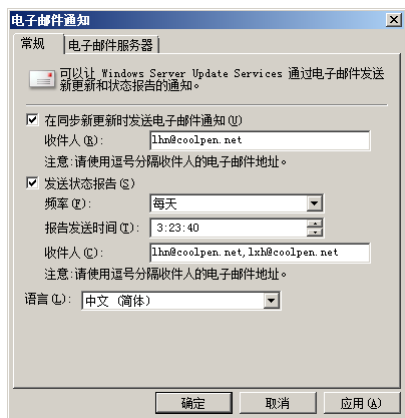 电子邮件通知
常规 电子邮件服务器
可以让 Windows Server Update Services 通过电子邮件发送
新更新和状态报告的通知。
在同步新更新时发送电子邮件通知(U)
收件人(R): lhn@coolpen.net
注意:请使用逗号分隔收件人的电子邮件地址。
发送状态报告(S)
频率(F): 每天
报告发送时间(T): 3:23:40
收件人(C): lhn@coolpen.net,lxh@coolpen.net
注意:请使用逗号分隔收件人的电子邮件地址。
语言(L): 中文 (简体)
确定 取消 应用(A)